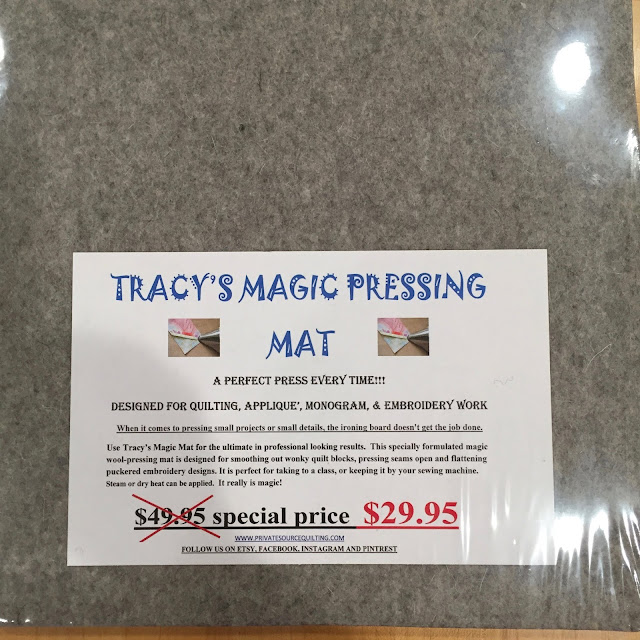 TRACY'S MAGIC PRESSING
MAT
A PERFECT PRESS EVERY TIME!!!
DESIGNED FOR QUILTING, APPLIQUE', MONOGRAM, & EMBROIDERY WORK
When it comes to pressing small projects or small details, the ironing board doesn't get the job done.
Use Tracy's Magic Mat for the ultimate in professional looking results. This specially formulated magic
wool-pressing mat is designed for smoothing out wonky quilt blocks, pressing seams open and flattening
puckered embroidery designs. It is perfect for taking to a class, or keeping it by your sewing machine.
Steam or dry heat can be applied. It really is magic!
$49.95 special price $29.95
WWW.PRIVATESOURCEQUILTING.COM
FOLLOW US ON ETSY, FACEBOOK, INSTAGRAM AND PINTREST